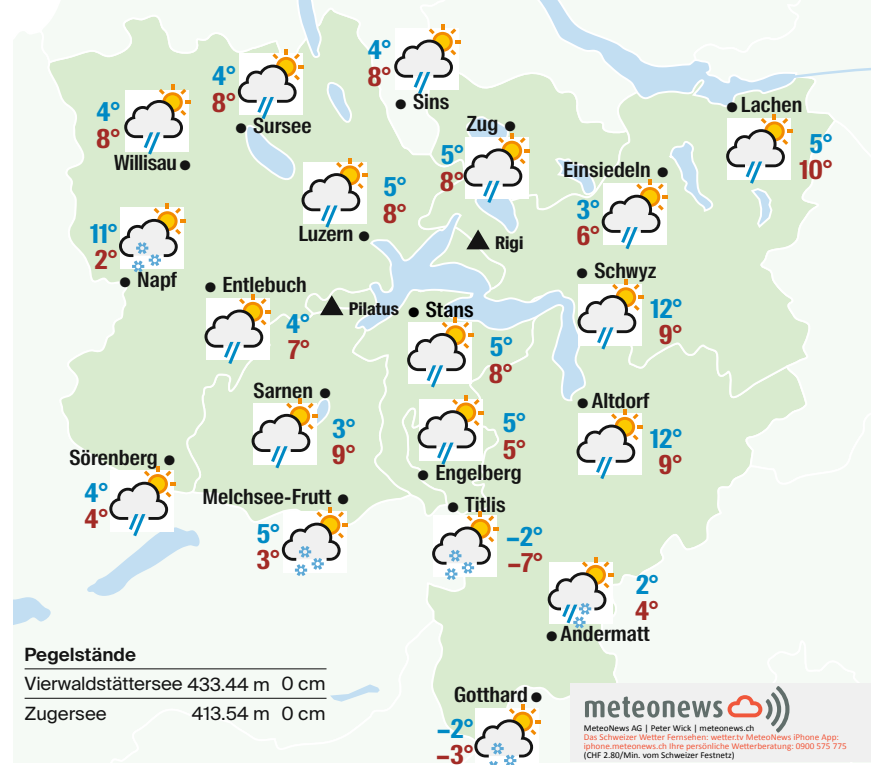 4°
8°
Sins
4°
8°
Sursee
4°
8°
Willisau
Zug
5°
8°
Lachen
5°
10°
Einsiedeln
3°
6°
5°
8°
Luzern
Rigi
11°
2°
Napf
Entlebuch
4°
7°
Pilatus
Stans
5°
8°
Schwyz
12°
9°
Sarnen
3°
9°
5°
5°
Engelberg
Altdorf
12°
9°
Sörenberg
4°
4°
Melchsee-Frutt
5°
3°
Titlis
–2°
–7°
2°
4°
Andermatt
Gotthard
–2°
–3°
Pegelstände
Vierwaldstättersee 433.44 m 0 cm
Zugersee 413.54 m 0 cm
meteonews
MeteoNews AG | Peter Wick | meteonews.ch
Das Schweizer Wetter Fernsehen: wetter.tv MeteoNews iPhone App:
iphone.meteonews.ch Ihre persönliche Wetterberatung: 0900 575 775
(CHF 2.80/Min. vom Schweizer Festnetz)